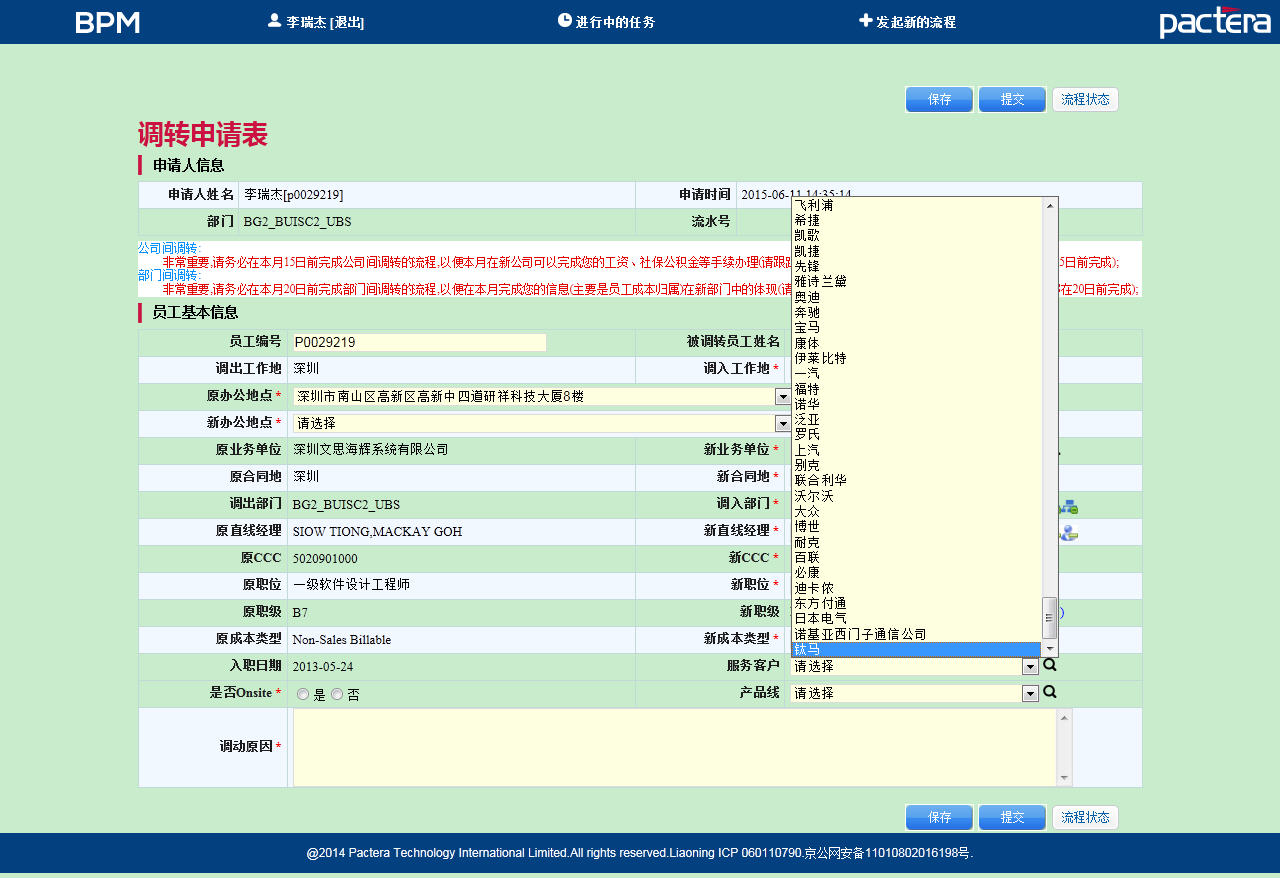 BPM
李瑞杰 [退出]
进行中的任务
发起新的流程
pactera
保存
提交
流程状态
调转申请表
申请人信息
申请人姓名 李瑞杰[p0029219] 申请时间 2015-06-11 14:35:14
部门 BG2_BUISC2_UBS 流水号
公司间调转:
非常重要,请务必在本月15日前完成公司间调转的流程,以便本月在新公司可以完成您的工资、社保公积金等手续办理(请跟踪 5日前完成);
部门间调转:
非常重要,请务必在本月20日前完成部门间调转的流程,以便在本月完成您的信息(主要是员工成本归属)在新部门中的体现( 在20日前完成);
员工基本信息
员工编号 P0029219 被调转员工姓名
调出工作地 深圳 调入工作地 *
原办公地点 * 深圳市南山区高新区高新中四道研祥科技大厦8楼
新办公地点 * 请选择
原业务单位 深圳文思海辉系统有限公司 新业务单位 *
原合同地 深圳 新合同地 *
调出部门 BG2_BUISC2_UBS 调入部门 *
原直线经理 SIOW TIONG,MACKAY GOH 新直线经理 *
原CCC 5020901000 新CCC *
原职位 一级软件设计工程师 新职位 *
原职级 B7 新职级 )
原成本类型 Non-Sales Billable 新成本类型 *
入职日期 2013-05-24 服务客户 请选择
是否Onsite * 是 否 产品线 请选择
调动原因 *
飞利浦
希捷
凯歌
凯捷
先锋
雅诗兰黛
奥迪
奔驰
宝马
康体
伊莱比特
一汽
福特
诺华
泛亚
罗氏
上汽
别克
联合利华
沃尔沃
大众
博世
耐克
百联
必康
迪卡侬
东方付通
日本电气
诺基亚西门子通信公司
钛马
保存
提交
流程状态
@2014 Pactera Technology International Limited.All rights reserved.Liaoning ICP 060110790.京公网安备11010802016198号.